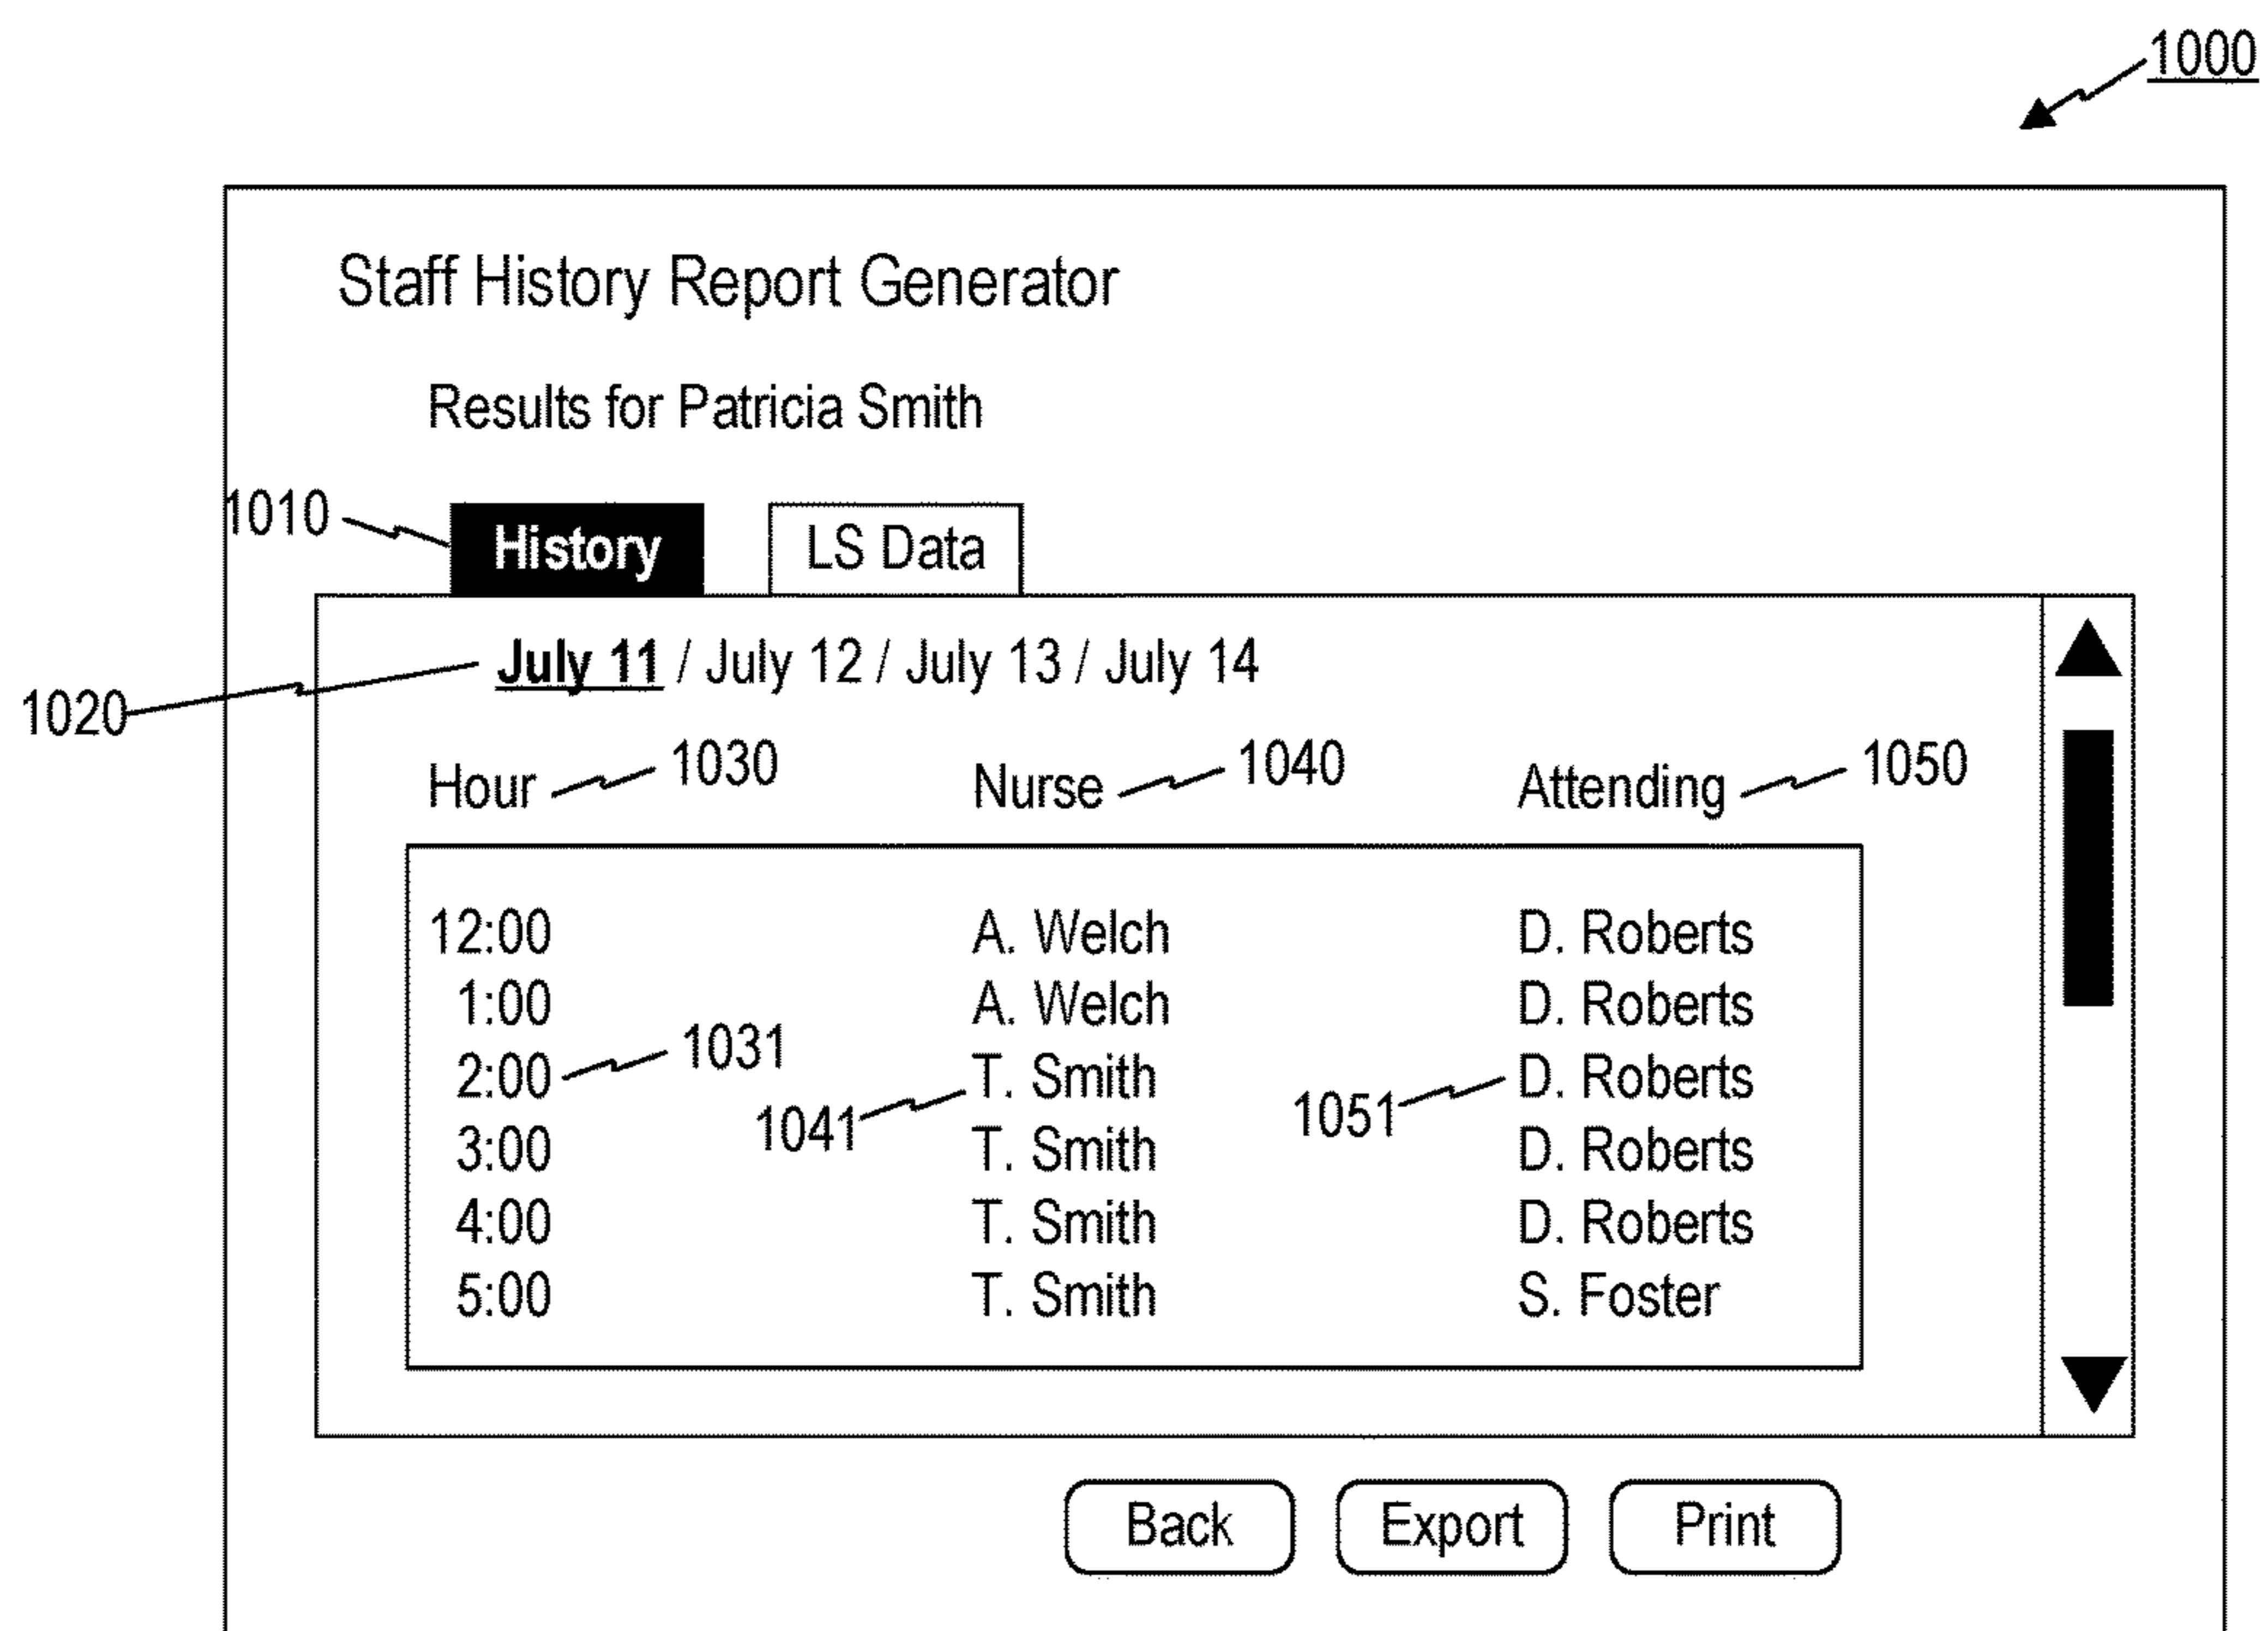 1000
Staff History Report Generator
Results for Patricia Smith
1010 History LS Data
July 11 / July 12 / July 13 / July 14
1020
Hour 1030 Nurse 1040 Attending 1050
12:00 A. Welch D. Roberts
1:00 A. Welch D. Roberts
2:00 1031 1041 T. Smith 1051 D. Roberts
3:00 T. Smith D. Roberts
4:00 T. Smith D. Roberts
5:00 T. Smith S. Foster
Back Export Print